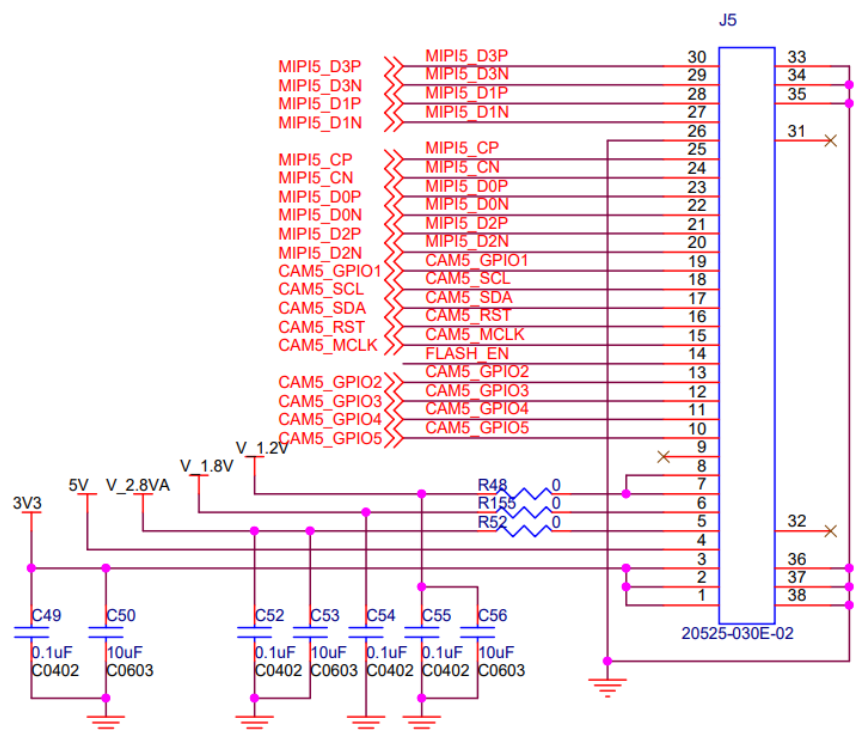 J5
MIPI5_D3P MIPI5_D3P 30 33
MIPI5_D3N MIPI5_D3N 29 34
MIPI5_D1P MIPI5_D1P 28 35
MIPI5_D1N MIPI5_D1N 27
26 31
MIPI5_CP MIPI5_CP 25
MIPI5_CN MIPI5_CN 24
MIPI5_D0P MIPI5_D0P 23
MIPI5_D0N MIPI5_D0N 22
MIPI5_D2P MIPI5_D2P 21
MIPI5_D2N MIPI5_D2N 20
CAM5_GPIO1 CAM5_GPIO1 19
CAM5_SCL CAM5_SCL 18
CAM5_SDA CAM5_SDA 17
CAM5_RST CAM5_RST 16
CAM5_MCLK CAM5_MCLK 15
FLASH_EN 14
CAM5_GPIO2 CAM5_GPIO2 13
CAM5_GPIO3 CAM5_GPIO3 12
CAM5_GPIO4 CAM5_GPIO4 11
CAM5_GPIO5 CAM5_GPIO5 10
V_1.2V 9
V_1.8V 8
5V V_2.8VA R48 0 7
3V3 R155 0 6
R52 0 5 32
4
3 36
2 37
1 38
C49 C50 C52 C53 C54 C55 C56
20525-030E-02
0.1uF 10uF 0.1uF 10uF 0.1uF 0.1uF 10uF
C0402 C0603 C0402 C0603 C0402 C0402 C0603